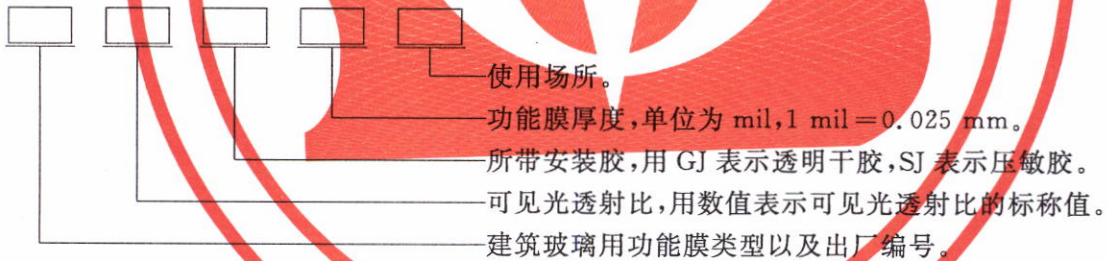 使用场所。
功能膜厚度,单位为 mil,1 mil=0.025 mm。
所带安装胶,用 GJ 表示透明干胶,SJ 表示压敏胶。
可见光透射比,用数值表示可见光透射比的标称值。
建筑玻璃用功能膜类型以及出厂编号。